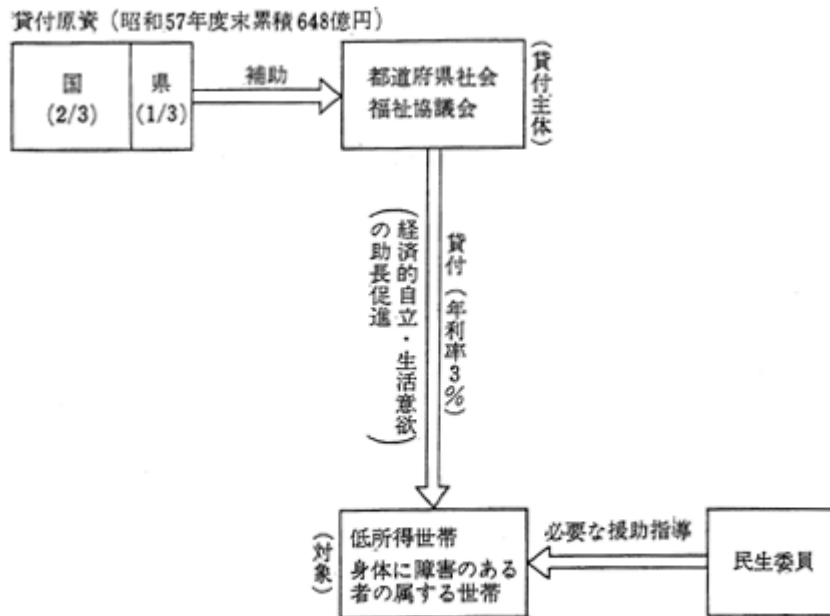 貸付原資(昭和57年度末累積648億円)
国
(2/3)
県
(1/3)
補助
都道府県社会
福祉協議会
(貸付主体)
(経済的自立・生活意欲
の助長促進)
貸付(年利率3%)
(対象)
低所得世帯
身体に障害のある
者の属する世帯
必要な援助指導
民生委員